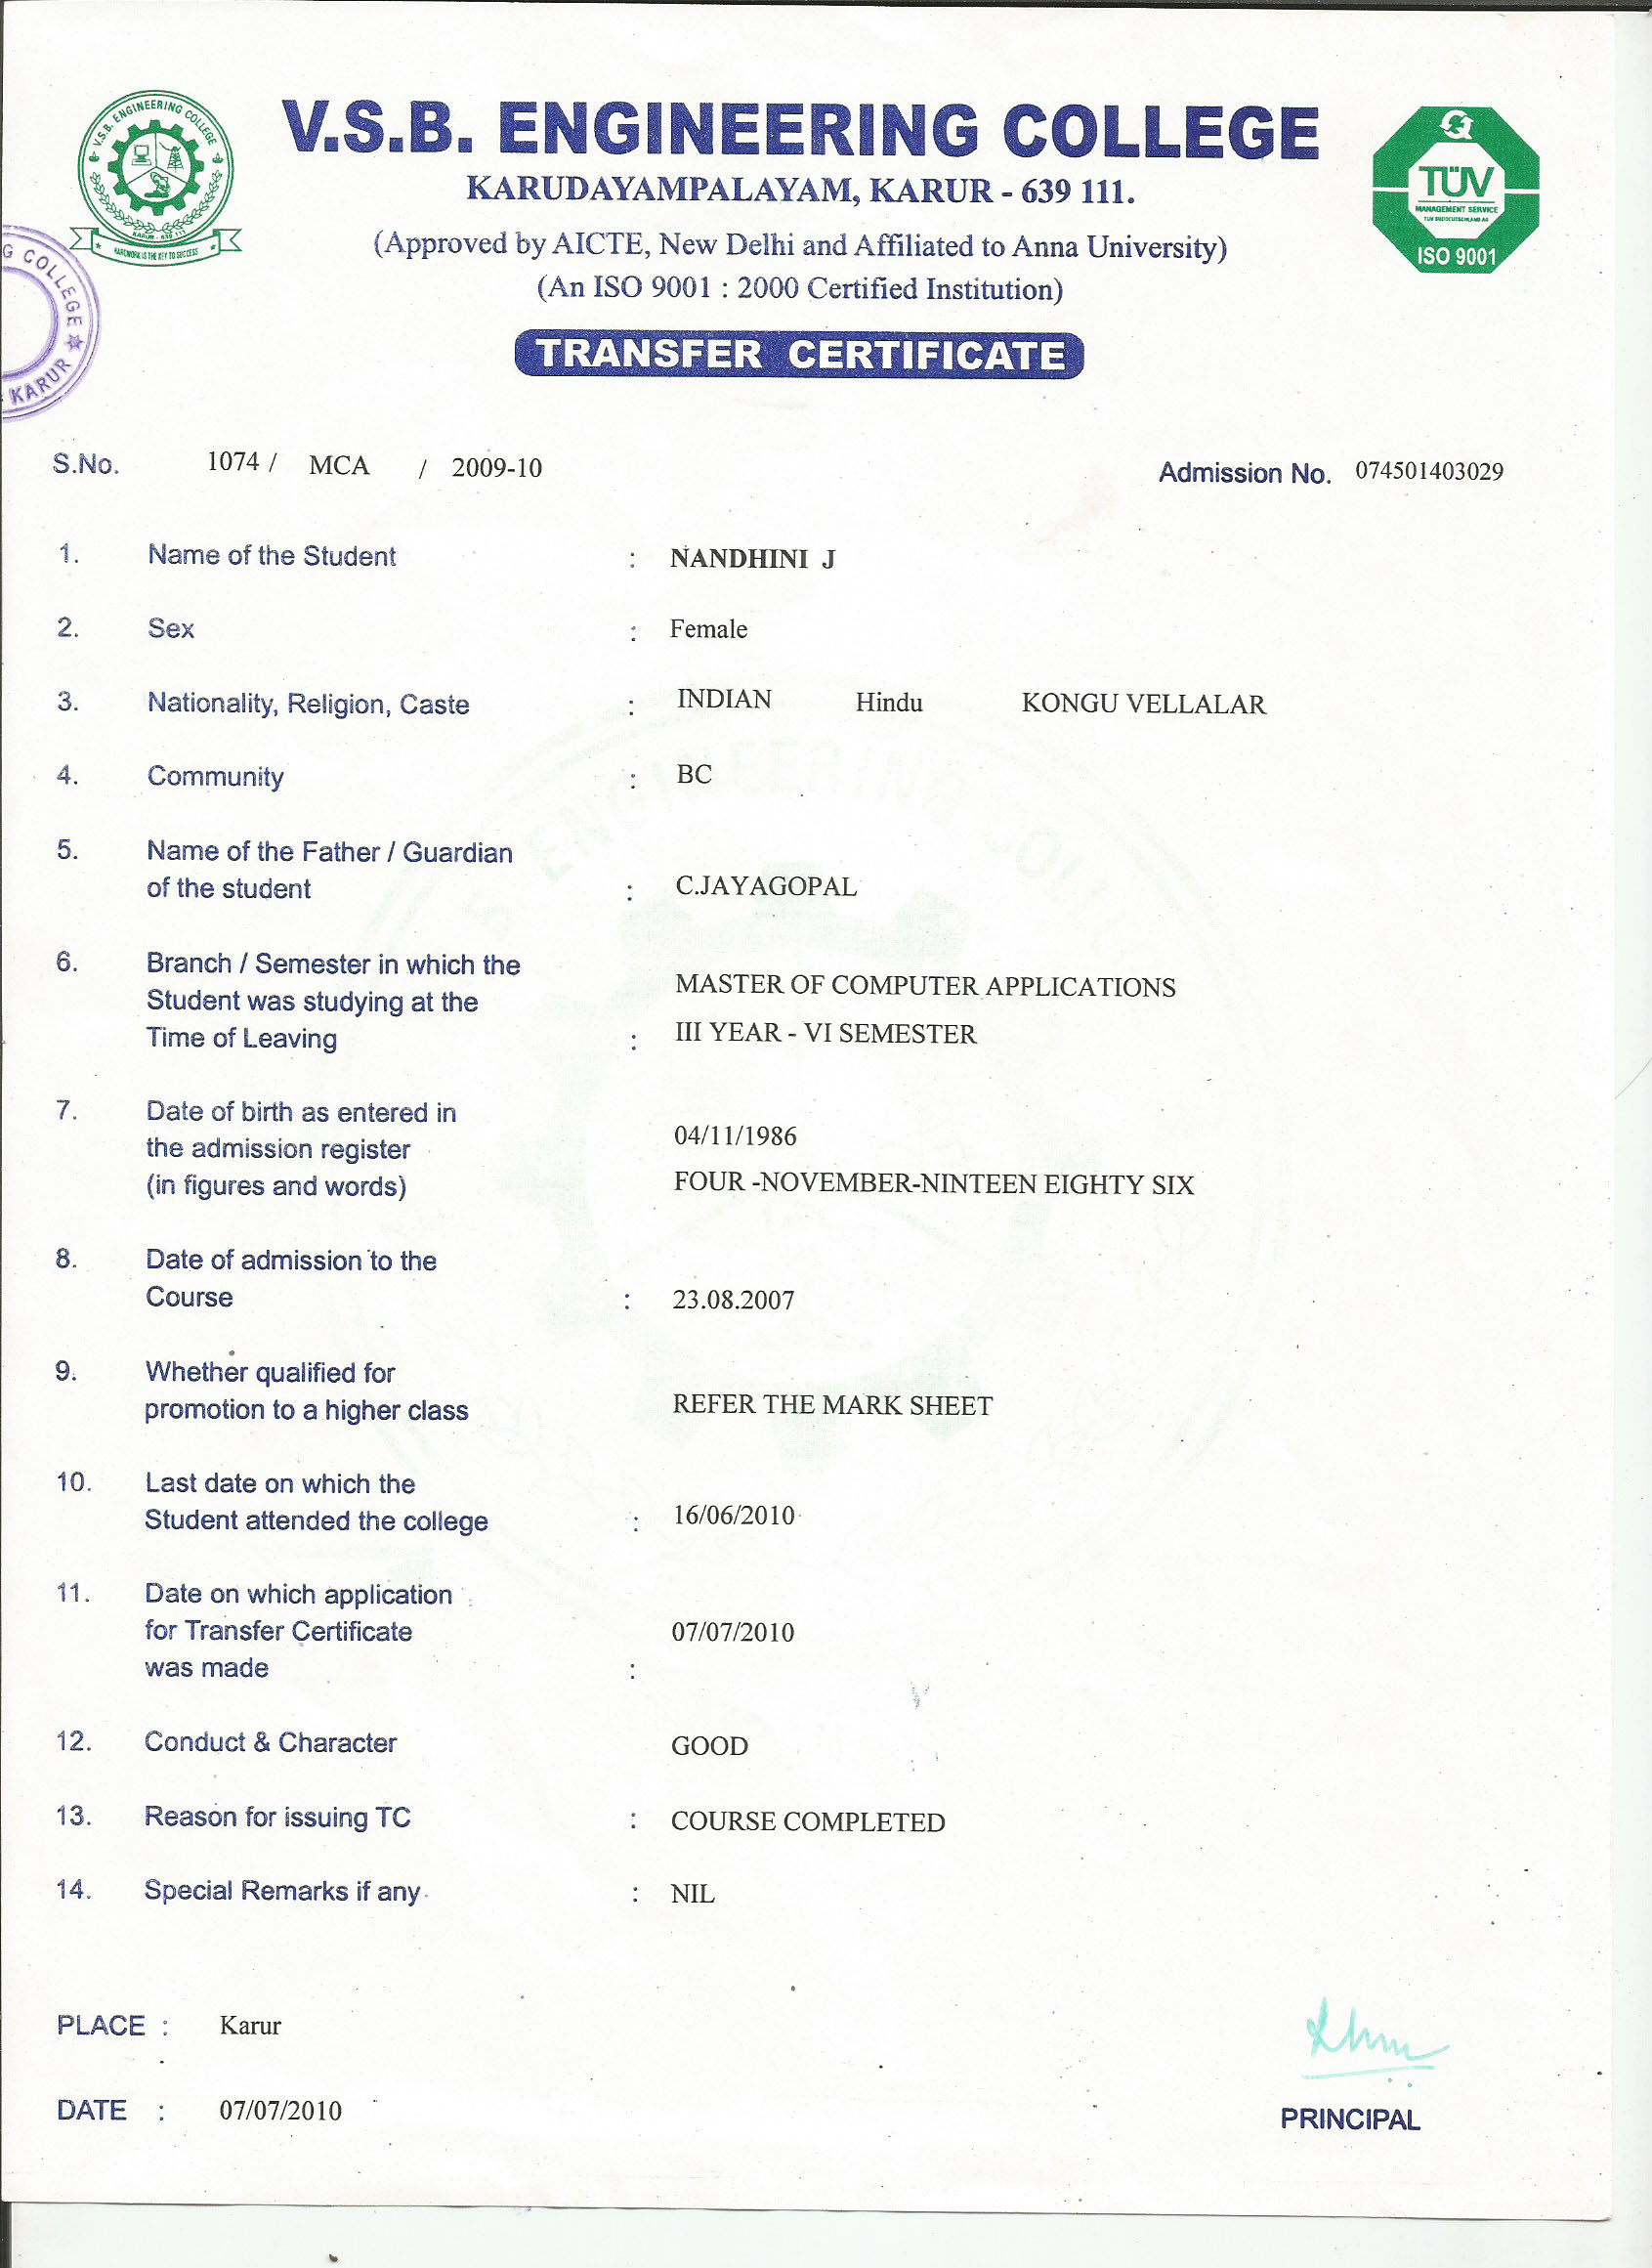 V.S.B. ENGINEERING COLLEGE
KARUDAYAMPALAYAM, KARUR - 639 111.
(Approved by AICTE, New Delhi and Affiliated to Anna University)
(An ISO 9001 : 2000 Certified Institution)
TRANSFER CERTIFICATE
V.S.B. ENGINEERING COLLEGE
KARUR - 639 111
HARDWORK IS THE KEY TO SUCCESS
TÜV
MANAGEMENT SERVICE
ISO 9001
G COLLEGE
KARUR
S.No. 1074 / MCA / 2009-10 Admission No. 074501403029
1. Name of the Student : NANDHINI J
2. Sex : Female
3. Nationality, Religion, Caste : INDIAN Hindu KONGU VELLALAR
4. Community : BC
5. Name of the Father / Guardian
of the student : C.JAYAGOPAL
6. Branch / Semester in which the
Student was studying at the MASTER OF COMPUTER APPLICATIONS
Time of Leaving : III YEAR - VI SEMESTER
7. Date of birth as entered in
the admission register 04/11/1986
(in figures and words) FOUR -NOVEMBER-NINTEEN EIGHTY SIX
8. Date of admission to the
Course : 23.08.2007
9. Whether qualified for
promotion to a higher class REFER THE MARK SHEET
10. Last date on which the
Student attended the college : 16/06/2010
11. Date on which application
for Transfer Certificate 07/07/2010
was made :
12. Conduct & Character GOOD
13. Reason for issuing TC : COURSE COMPLETED
14. Special Remarks if any : NIL
PLACE : Karur
DATE : 07/07/2010
PRINCIPAL